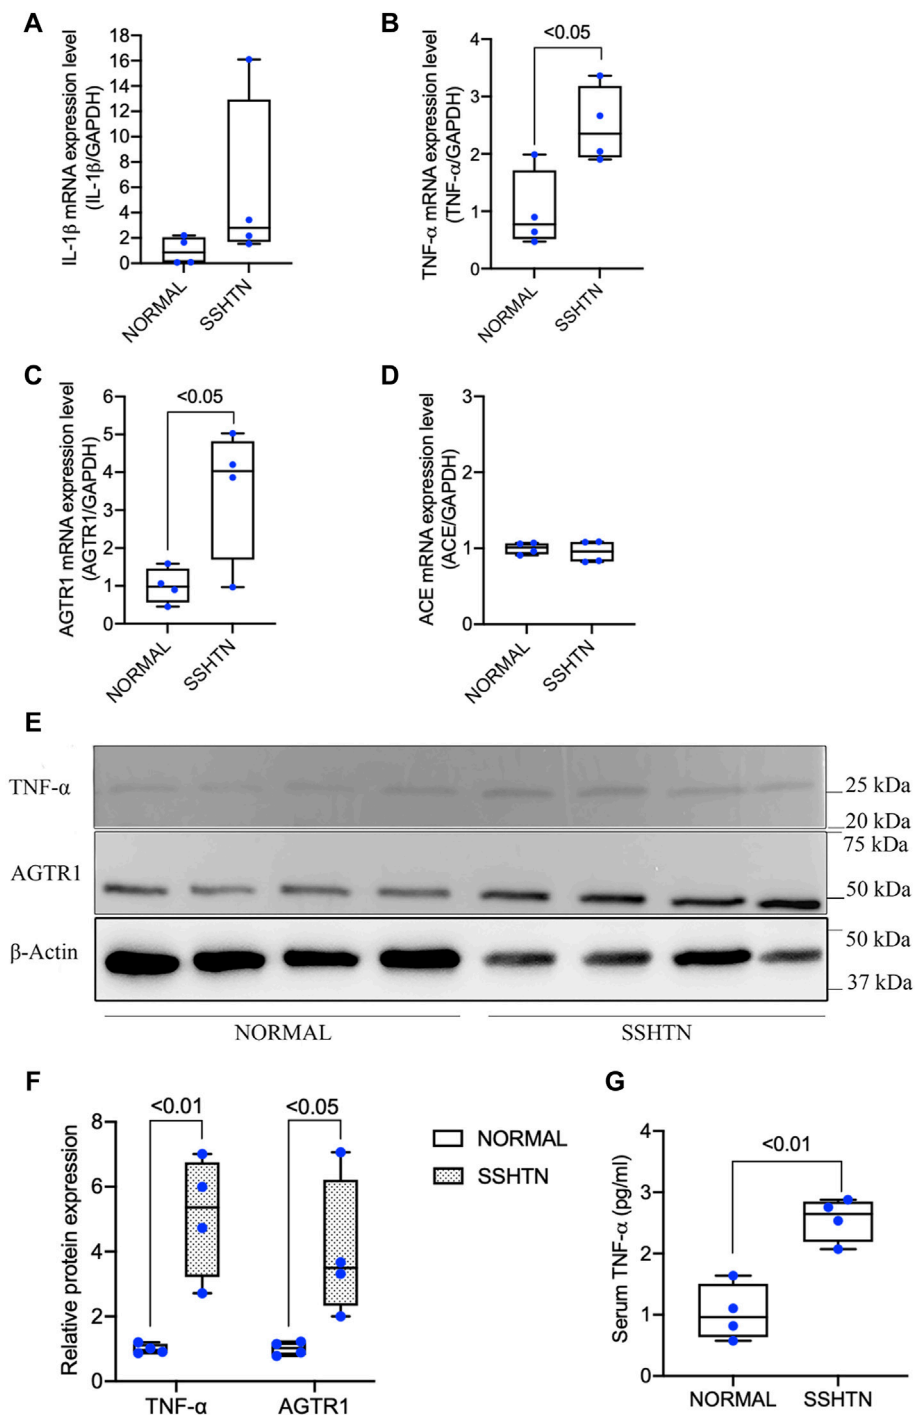 A
IL-1β mRNA expression level
(IL-1β/GAPDH)
18
16
14
12
10
8
6
4
2
0
NORMAL
SSHTN
B
TNF-α mRNA expression level
(TNF-α/GAPDH)
4
3
2
1
0
<0.05
NORMAL
SSHTN
C
AGTR1 mRNA expression level
(AGTR1/GAPDH)
6
5
4
3
2
1
0
<0.05
NORMAL
SSHTN
D
ACE mRNA expression level
(ACE/GAPDH)
3
2
1
0
NORMAL
SSHTN
E
TNF-α
25 kDa
20 kDa
75 kDa
AGTR1
50 kDa
β-Actin
50 kDa
37 kDa
NORMAL
SSHTN
F
Relative protein expression
8
6
4
2
0
<0.01
<0.05
TNF-α
AGTR1
NORMAL
SSHTN
G
Serum TNF-α (pg/ml)
4
3
2
1
0
<0.01
NORMAL
SSHTN